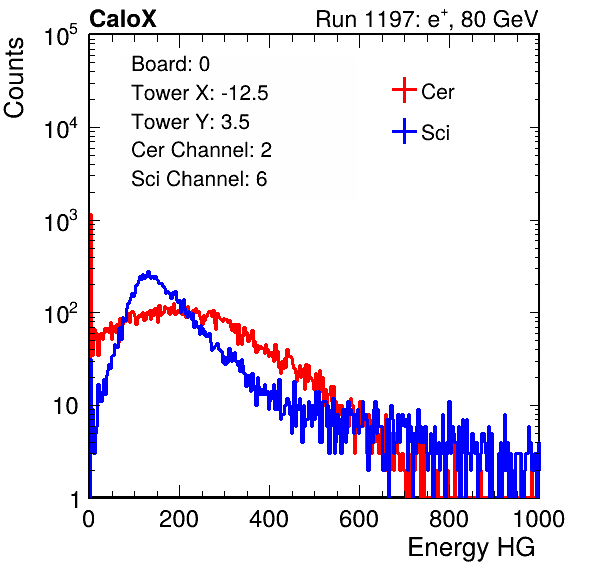 CaloX Run 1197: e⁺, 80 GeV
Counts
Board: 0
Tower X: -12.5
Tower Y: 3.5
Cer Channel: 2
Sci Channel: 6
Cer
Sci
10⁵
10⁴
10³
10²
10
1
0 200 400 600 800 1000
Energy HG